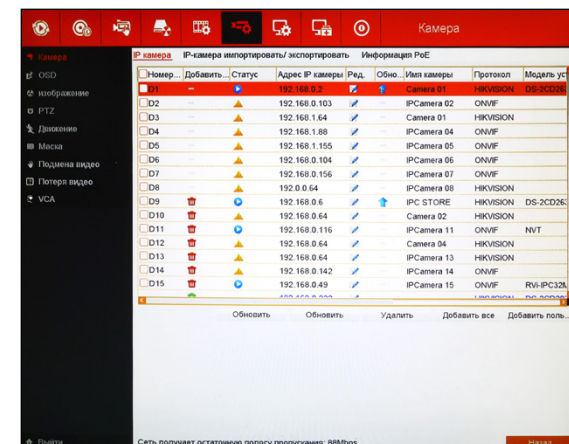 Камера
Камера
OSD
изображение
PTZ
Движение
Маска
Подмена видео
Потеря видео
VCA
Выйти
IP камера IP-камера импортировать/ экспортировать Информация PoE
Номер... Добавить... Статус Адрес IP камеры Ред. Обно... Имя камеры Протокол Модель уст
D1 192.168.0.2 Camera 01 HIKVISION DS-2CD26
D2 192.168.0.103 IPCamera 02 ONVIF
D3 192.168.1.64 Camera 01 HIKVISION
D4 192.168.1.88 IPCamera 04 ONVIF
D5 192.168.1.155 IPCamera 05 ONVIF
D6 192.168.0.104 IPCamera 06 ONVIF
D7 192.168.0.156 IPCamera 07 ONVIF
D8 192.0.0.64 IPCamera 08 HIKVISION
D9 192.168.0.6 IPC STORE HIKVISION DS-2CD26
D10 192.168.0.64 Camera 02 HIKVISION
D11 192.168.0.116 IPCamera 11 ONVIF NVT
D12 192.168.0.64 Camera 04 HIKVISION
D13 192.168.0.64 IPCamera 13 HIKVISION
D14 192.168.0.142 IPCamera 14 ONVIF
D15 192.168.0.49 IPCamera 15 ONVIF RVi-IPC32M
Обновить Обновить Удалить Добавить все Добавить поль...
Сеть получает остаточную полосу пропускания: 88Mbps
Назад